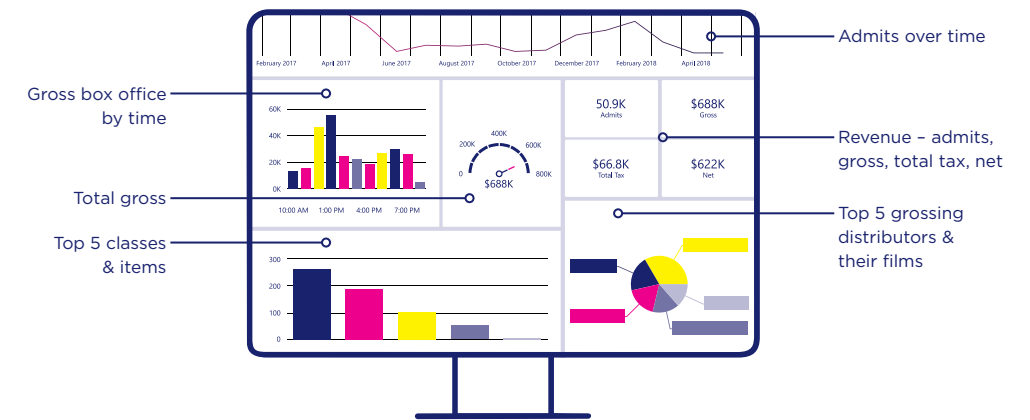 Admits over time
February 2017 April 2017 June 2017 August 2017 October 2017 December 2017 February 2018 April 2018
Gross box office
by time
60K
40K
20K
0K
10:00 AM 1:00 PM 4:00 PM 7:00 PM
Total gross
0 200K 400K 600K 800K
$688K
50.9K
Admits
$688K
Gross
$66.8K
Total Tax
$622K
Net
Revenue – admits,
gross, total tax, net
Top 5 classes
& items
300
200
100
0
Top 5 grossing
distributors &
their films